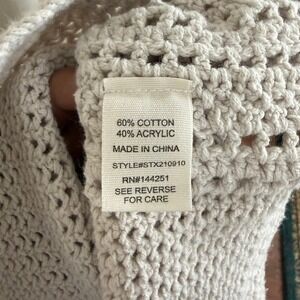 60% COTTON
40% ACRYLIC
MADE IN CHINA
STYLE#STX210910
RN#144251
SEE REVERSE
FOR CARE